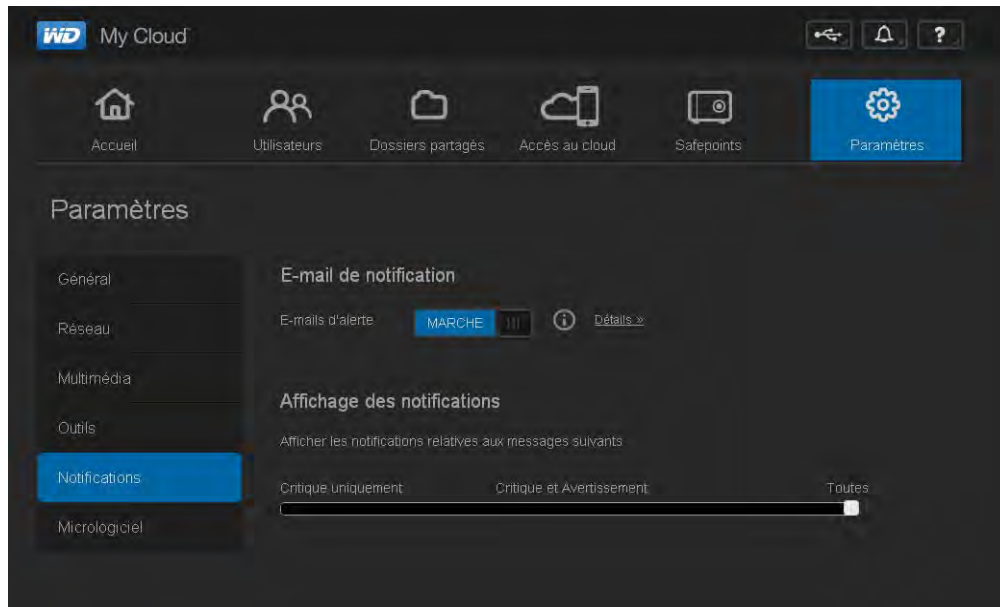 WD My Cloud ?
Accueil Utilisateurs Dossiers partagés Accès au cloud Safepoints Paramètres
Paramètres
Général
Réseau
Multimédia
Outils
Notifications
Micrologiciel
E-mail de notification
E-mails d'alerte MARCHE Détails »
Affichage des notifications
Afficher les notifications relatives aux messages suivants
Critique uniquement Critique et Avertissement Toutes